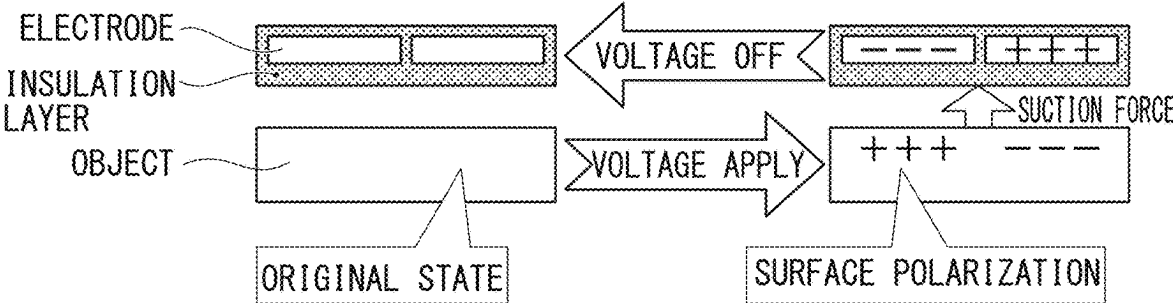 ELECTRODE
INSULATION
LAYER
OBJECT
VOLTAGE OFF
VOLTAGE APPLY
--- +++
SUCTION FORCE
+++ ---
ORIGINAL STATE
SURFACE POLARIZATION